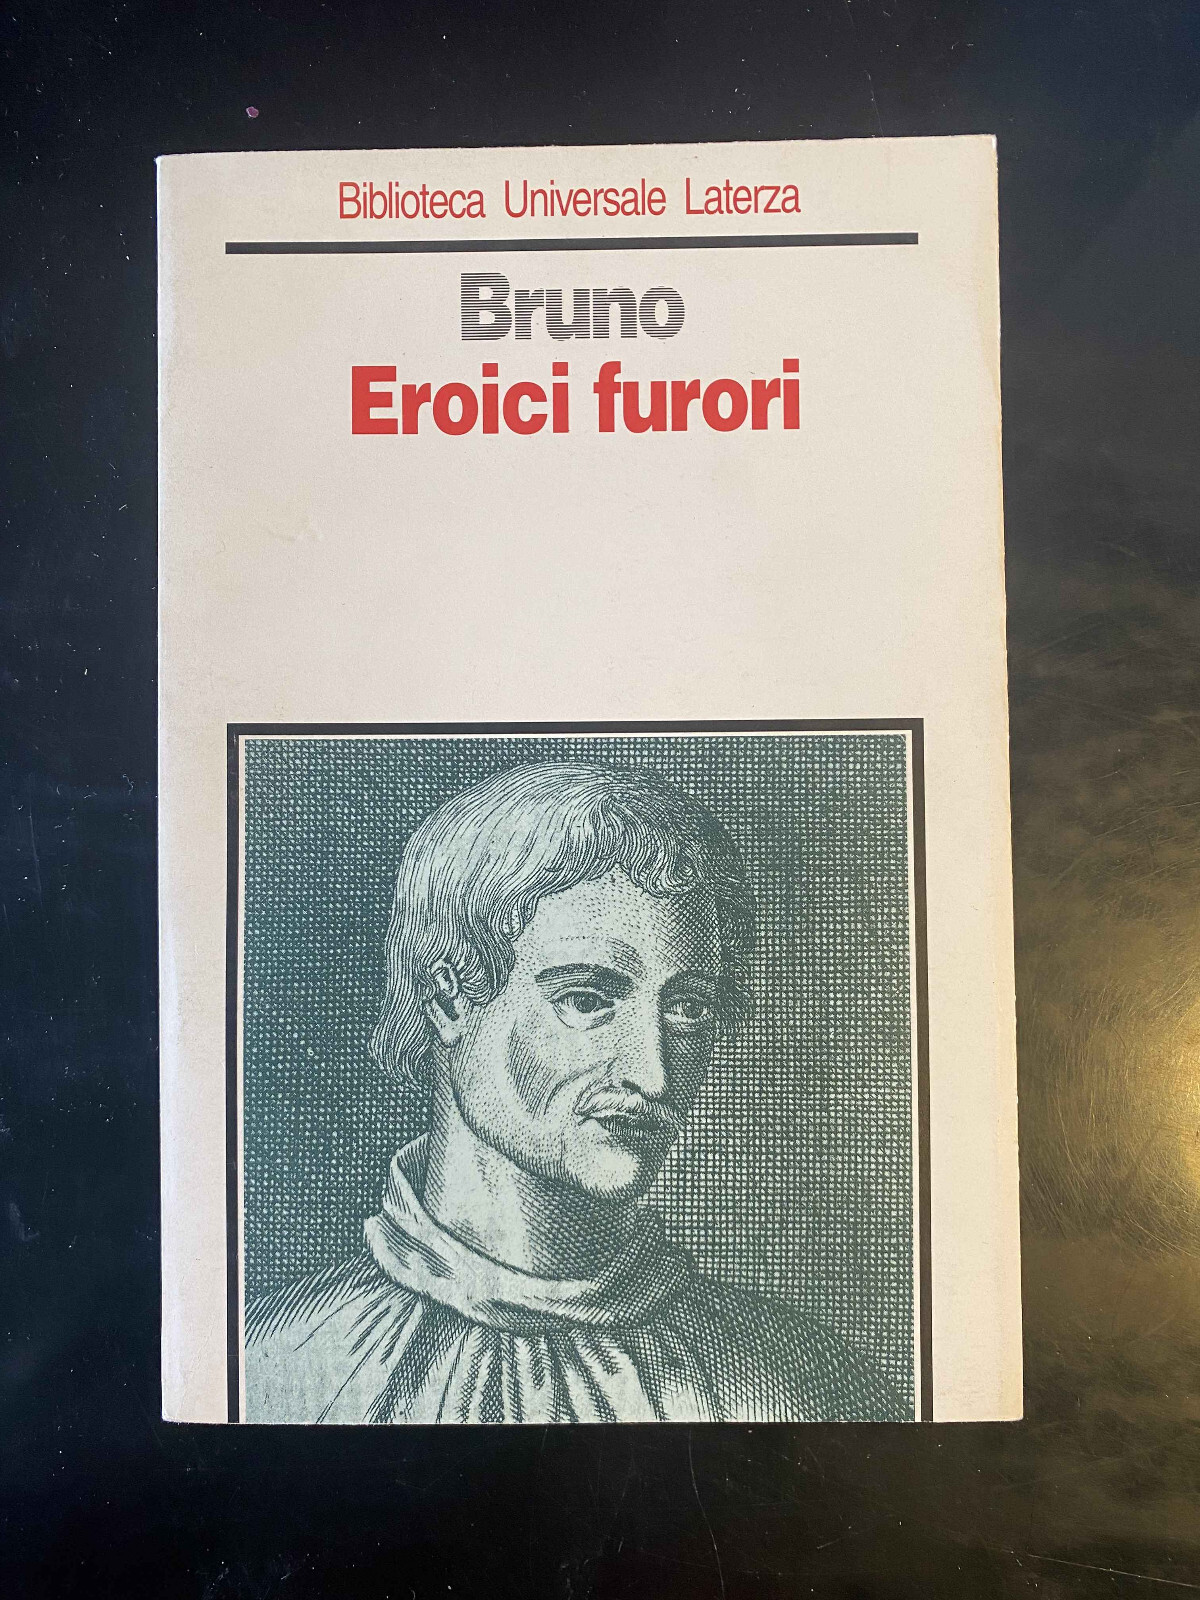 Biblioteca Universale Laterza
Bruno
Eroici furori